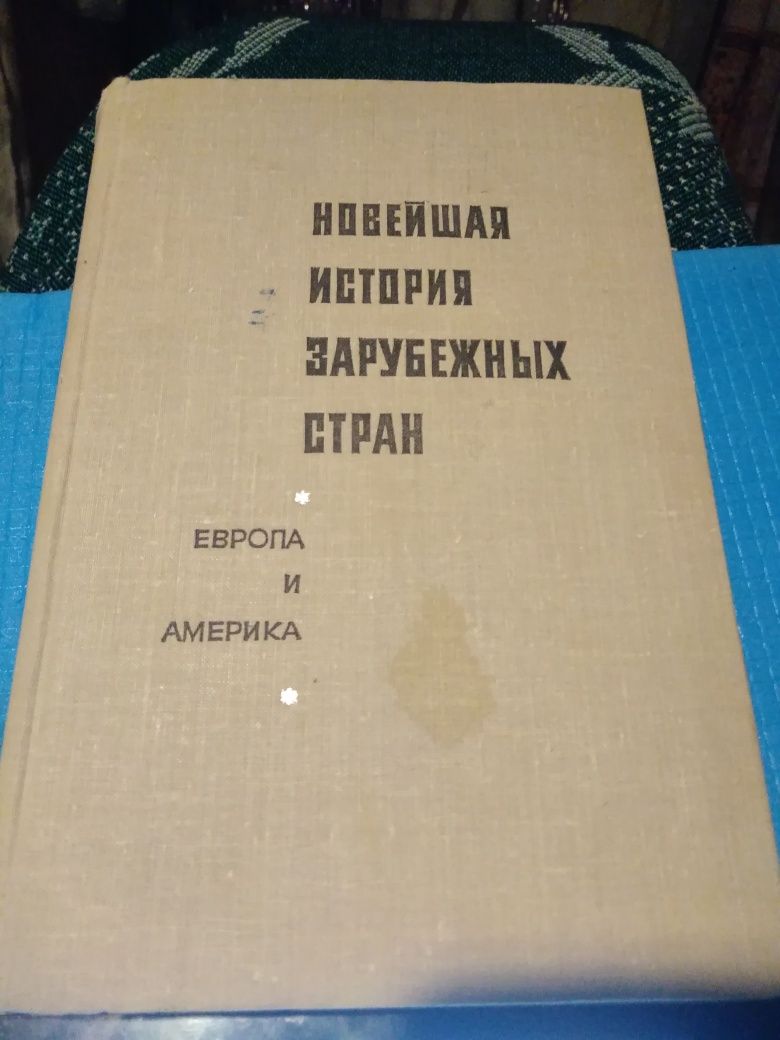 НОВЕЙШАЯ
ИСТОРИЯ
ЗАРУБЕЖНЫХ
СТРАН
ЕВРОПА
И
АМЕРИКА